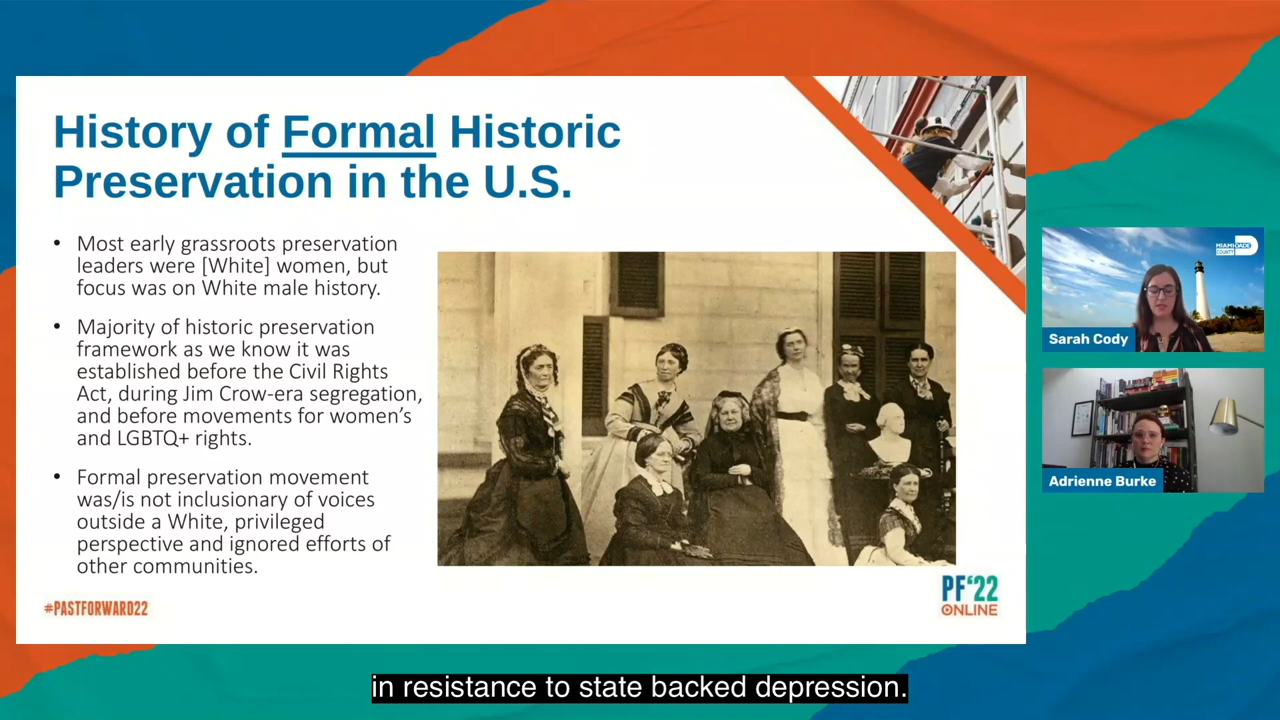 History of Formal Historic
Preservation in the U.S.
• Most early grassroots preservation
leaders were [White] women, but
focus was on White male history.
• Majority of historic preservation
framework as we know it was
established before the Civil Rights
Act, during Jim Crow-era segregation,
and before movements for women’s
and LGBTQ+ rights.
• Formal preservation movement
was/is not inclusionary of voices
outside a White, privileged
perspective and ignored efforts of
other communities.
#PASTFORWARD22
PF‘22
ONLINE
MIAMI-DADE
COUNTY
Sarah Cody
Adrienne Burke
in resistance to state backed depression.